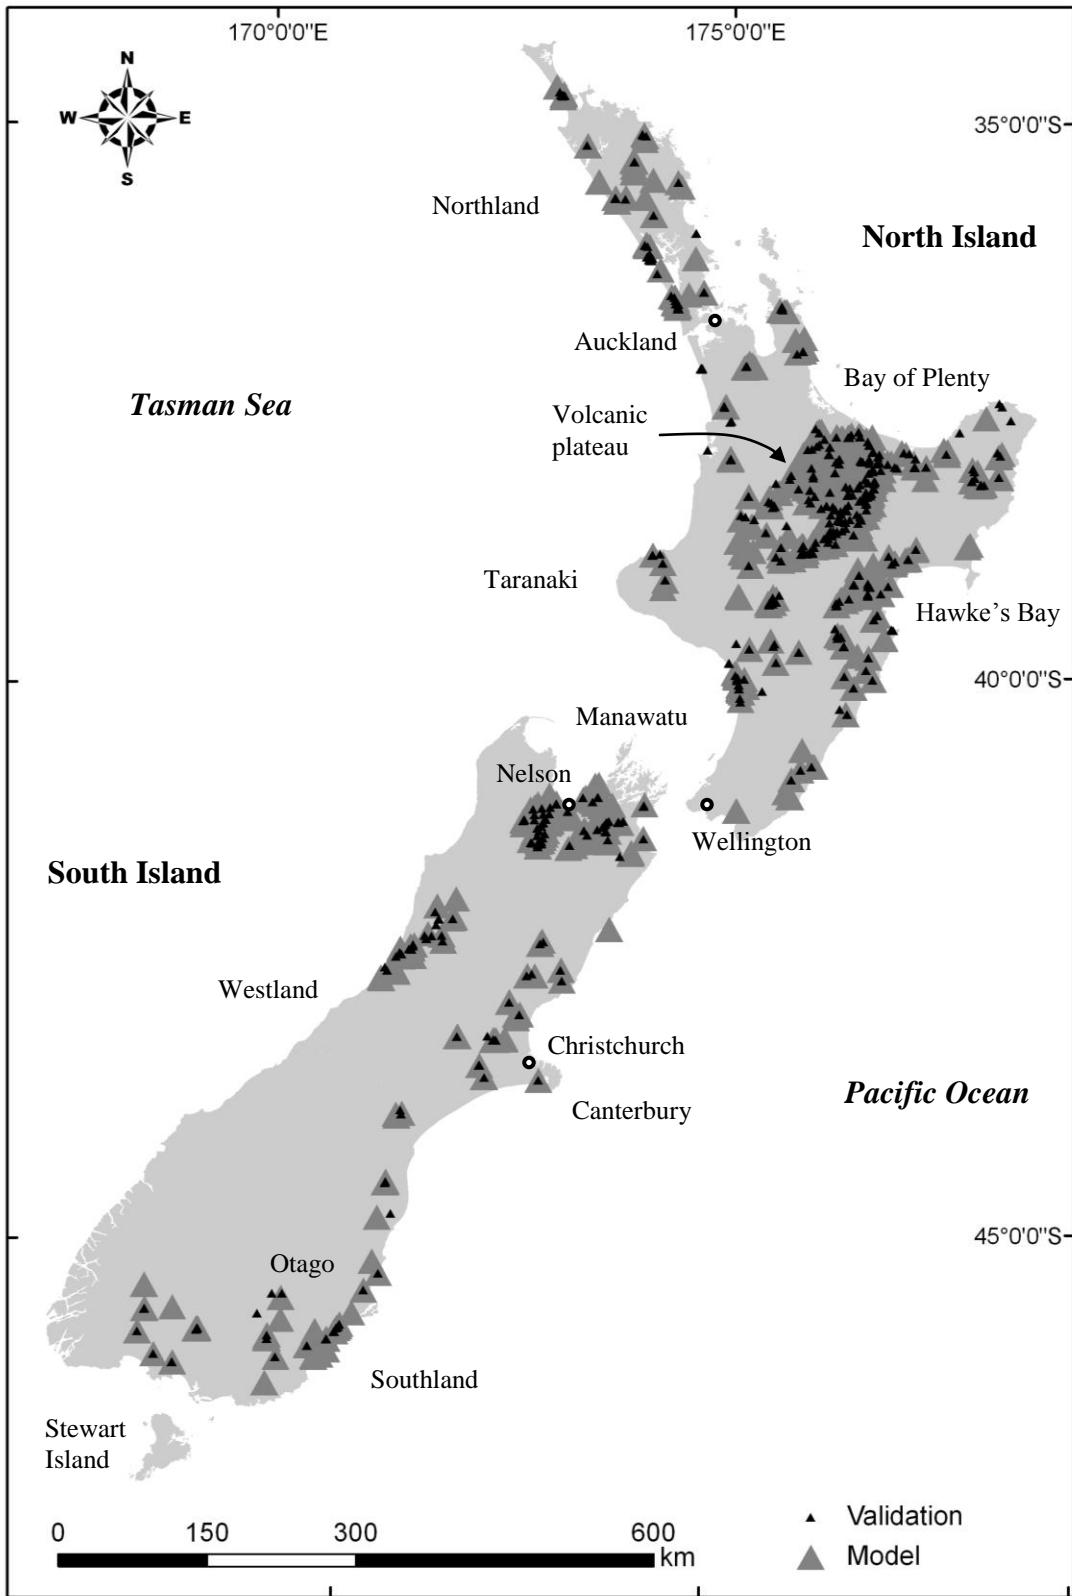 170°0'0"E
175°0'0"E
N
W
E
S
35°0'0"S
Northland
North Island
Auckland
Bay of Plenty
Tasman Sea
Volcanic
plateau
Taranaki
Hawke's Bay
40°0'0"S
Manawatu
Nelson
Wellington
South Island
Westland
Christchurch
Pacific Ocean
Canterbury
45°0'0"S
Otago
Southland
Stewart
Island
0
150
300
600
km
Validation
Model